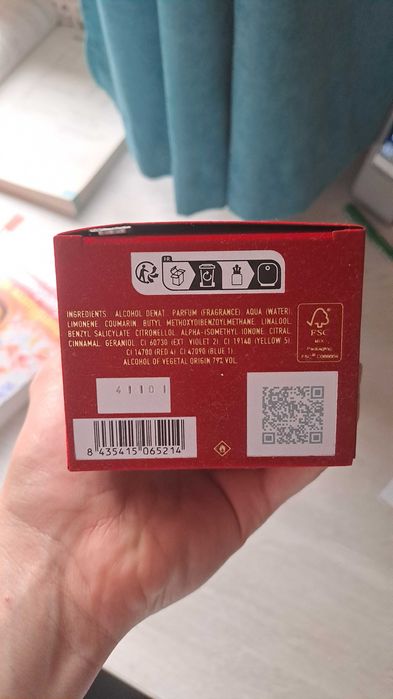 FR
INGREDIENTS: ALCOHOL DENAT. PARFUM (FRAGRANCE). AQUA (WATER).
LIMONENE. COUMARIN. BUTYL METHOXYDIBENZOYLMETHANE. LINALOOL.
BENZYL SALICYLATE. CITRONELLOL. ALPHA-ISOMETHYL IONONE. CITRAL.
CINNAMAL. GERANIOL. CI 60730 (EXT. VIOLET 2). CI 19140 (YELLOW 5).
CI 14700 (RED 4). CI 42090 (BLUE 1).
ALCOHOL OF VEGETAL ORIGIN 79% VOL.
FSC
MIX
Packaging
41101
8 435415 065214